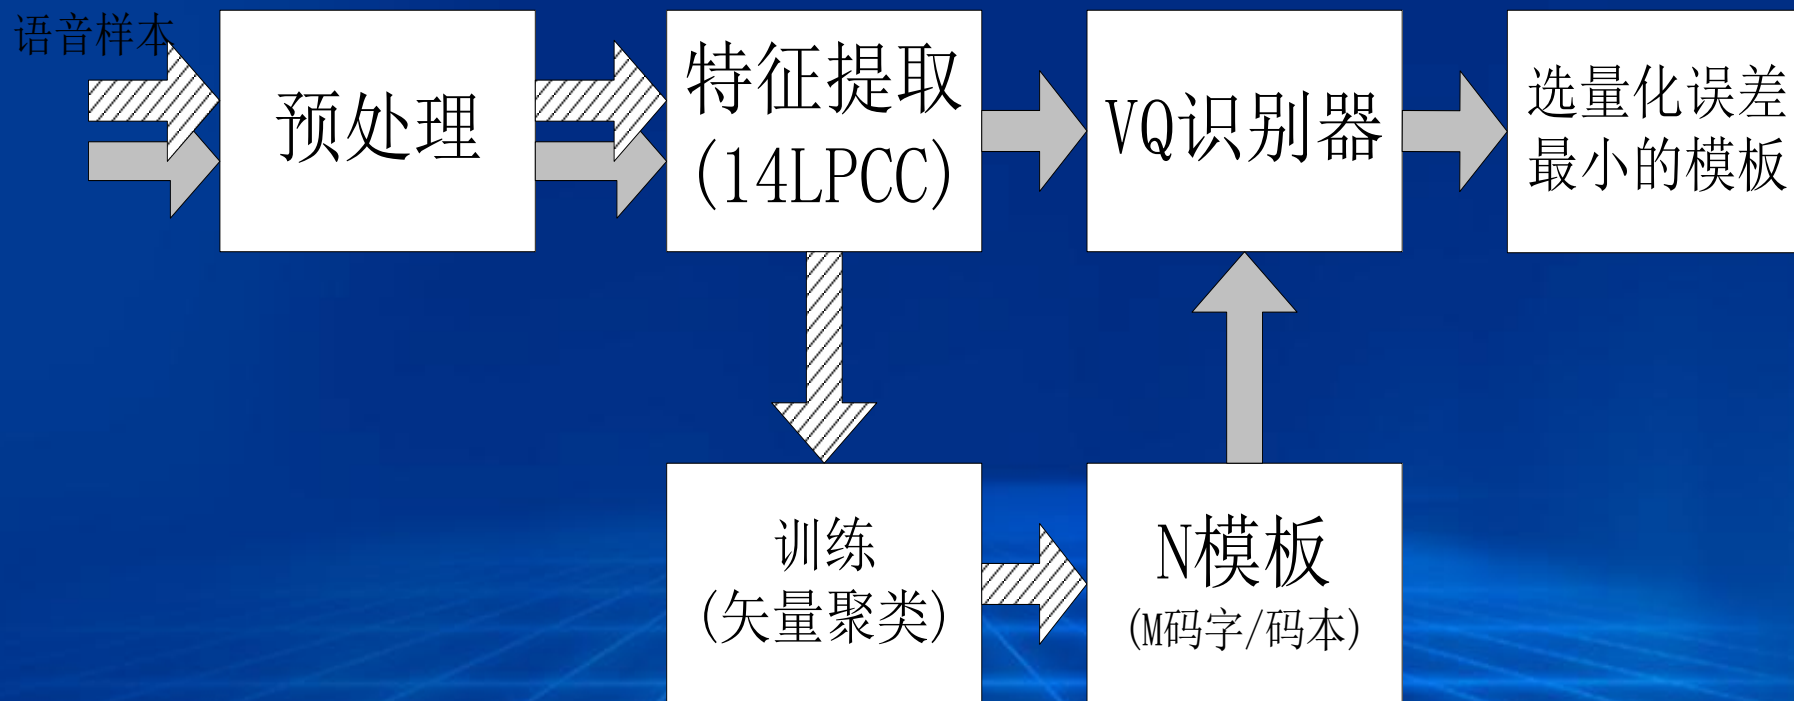 语音样本
预处理
特征提取
(14LPCC)
VQ识别器
选量化误差
最小的模板
训练
(矢量聚类)
N模板
(M码字/码本)